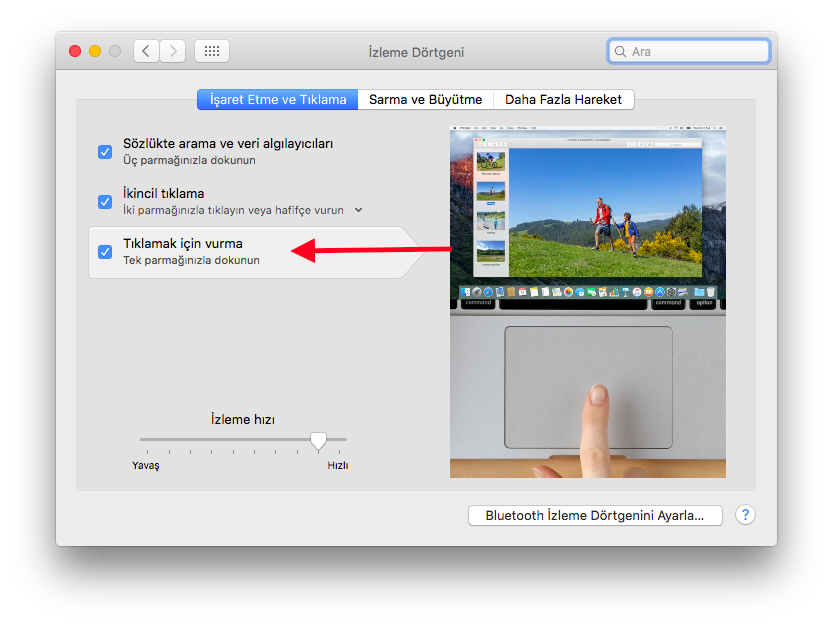 İzleme Dörtgeni
Ara
İşaret Etme ve Tıklama
Sarma ve Büyütme
Daha Fazla Hareket
Sözlükte arama ve veri algılayıcıları
Üç parmağınızla dokunun
İkincil tıklama
İki parmağınızla tıklayın veya hafifçe vurun
Tıklamak için vurma
Tek parmağınızla dokunun
command
command
option
İzleme hızı
Yavaş
Hızlı
Bluetooth İzleme Dörtgenini Ayarla...
?